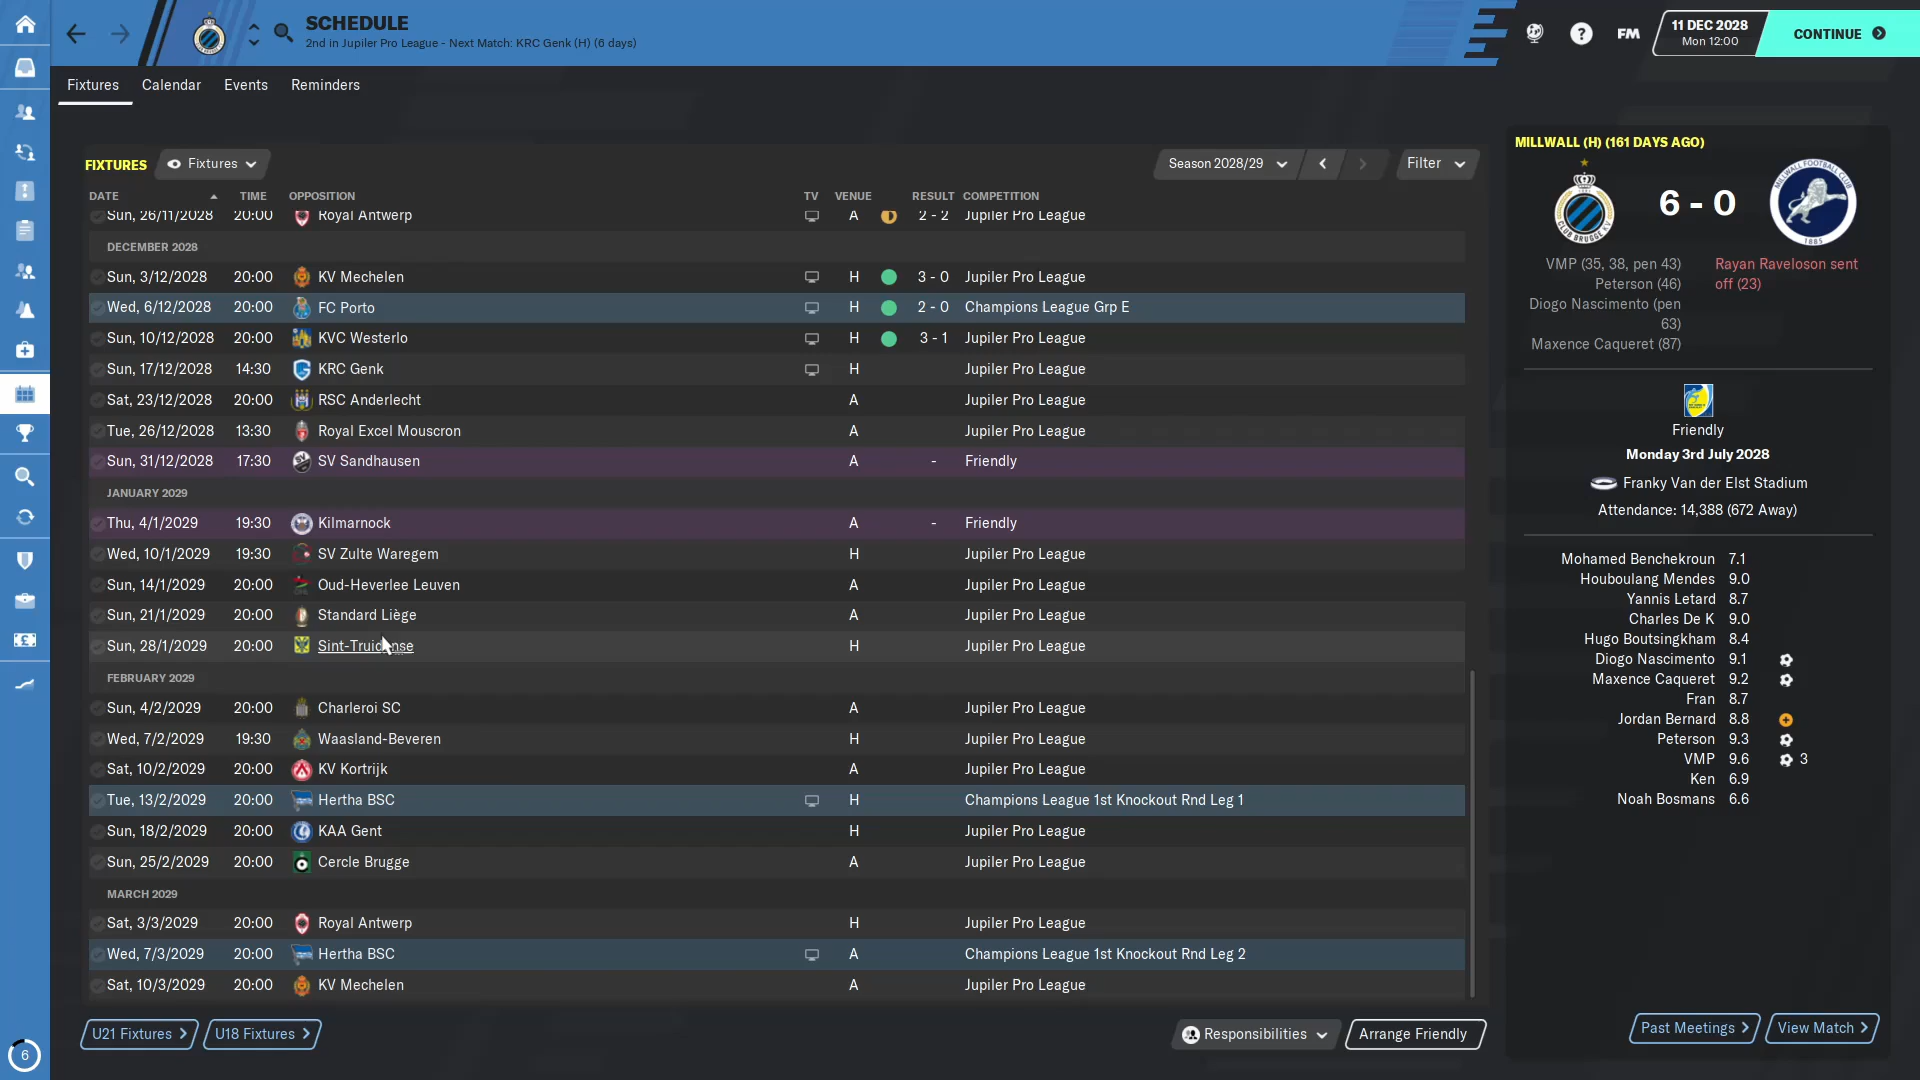 SCHEDULE
2nd in Jupiler Pro League - Next Match: KRC Genk (H) (6 days)
FM
11 DEC 2028
Mon 12:00
CONTINUE
Fixtures Calendar Events Reminders
FIXTURES Fixtures Season 2028/29 Filter
DATE TIME OPPOSITION TV VENUE RESULT COMPETITION
Sun, 26/11/2028 20:00 Royal Antwerp A 2 - 2 Jupiler Pro League
DECEMBER 2028
Sun, 3/12/2028 20:00 KV Mechelen H 3 - 0 Jupiler Pro League
Wed, 6/12/2028 20:00 FC Porto H 2 - 0 Champions League Grp E
Sun, 10/12/2028 20:00 KVC Westerlo H 3 - 1 Jupiler Pro League
Sun, 17/12/2028 14:30 KRC Genk H Jupiler Pro League
Sat, 23/12/2028 20:00 RSC Anderlecht A Jupiler Pro League
Tue, 26/12/2028 13:30 Royal Excel Mouscron A Jupiler Pro League
Sun, 31/12/2028 17:30 SV Sandhausen A - Friendly
JANUARY 2029
Thu, 4/1/2029 19:30 Kilmarnock A - Friendly
Wed, 10/1/2029 19:30 SV Zulte Waregem H Jupiler Pro League
Sun, 14/1/2029 20:00 Oud-Heverlee Leuven A Jupiler Pro League
Sun, 21/1/2029 20:00 Standard Liège A Jupiler Pro League
Sun, 28/1/2029 20:00 Sint-Truidense H Jupiler Pro League
FEBRUARY 2029
Sun, 4/2/2029 20:00 Charleroi SC A Jupiler Pro League
Wed, 7/2/2029 19:30 Waasland-Beveren H Jupiler Pro League
Sat, 10/2/2029 20:00 KV Kortrijk A Jupiler Pro League
Tue, 13/2/2029 20:00 Hertha BSC H Champions League 1st Knockout Rnd Leg 1
Sun, 18/2/2029 20:00 KAA Gent H Jupiler Pro League
Sun, 25/2/2029 20:00 Cercle Brugge A Jupiler Pro League
MARCH 2029
Sat, 3/3/2029 20:00 Royal Antwerp H Jupiler Pro League
Wed, 7/3/2029 20:00 Hertha BSC A Champions League 1st Knockout Rnd Leg 2
Sat, 10/3/2029 20:00 KV Mechelen A Jupiler Pro League
U21 Fixtures U18 Fixtures Responsibilities Arrange Friendly
6
MILLWALL (H) (161 DAYS AGO)
CLUB BRUGGE K.V.
6 - 0
MILLWALL FOOTBALL CLUB
1885
VMP (35, 38, pen 43)
Peterson (46)
Diogo Nascimento (pen
63)
Maxence Caqueret (87)
Rayan Raveloson sent
off (23)
Friendly
Monday 3rd July 2028
Franky Van der Elst Stadium
Attendance: 14,388 (672 Away)
Mohamed Benchekroun 7.1
Houboulang Mendes 9.0
Yannis Letard 8.7
Charles De K 9.0
Hugo Boutsingkham 8.4
Diogo Nascimento 9.1
Maxence Caqueret 9.2
Fran 8.7
Jordan Bernard 8.8
Peterson 9.3
VMP 9.6 3
Ken 6.9
Noah Bosmans 6.6
Past Meetings View Match